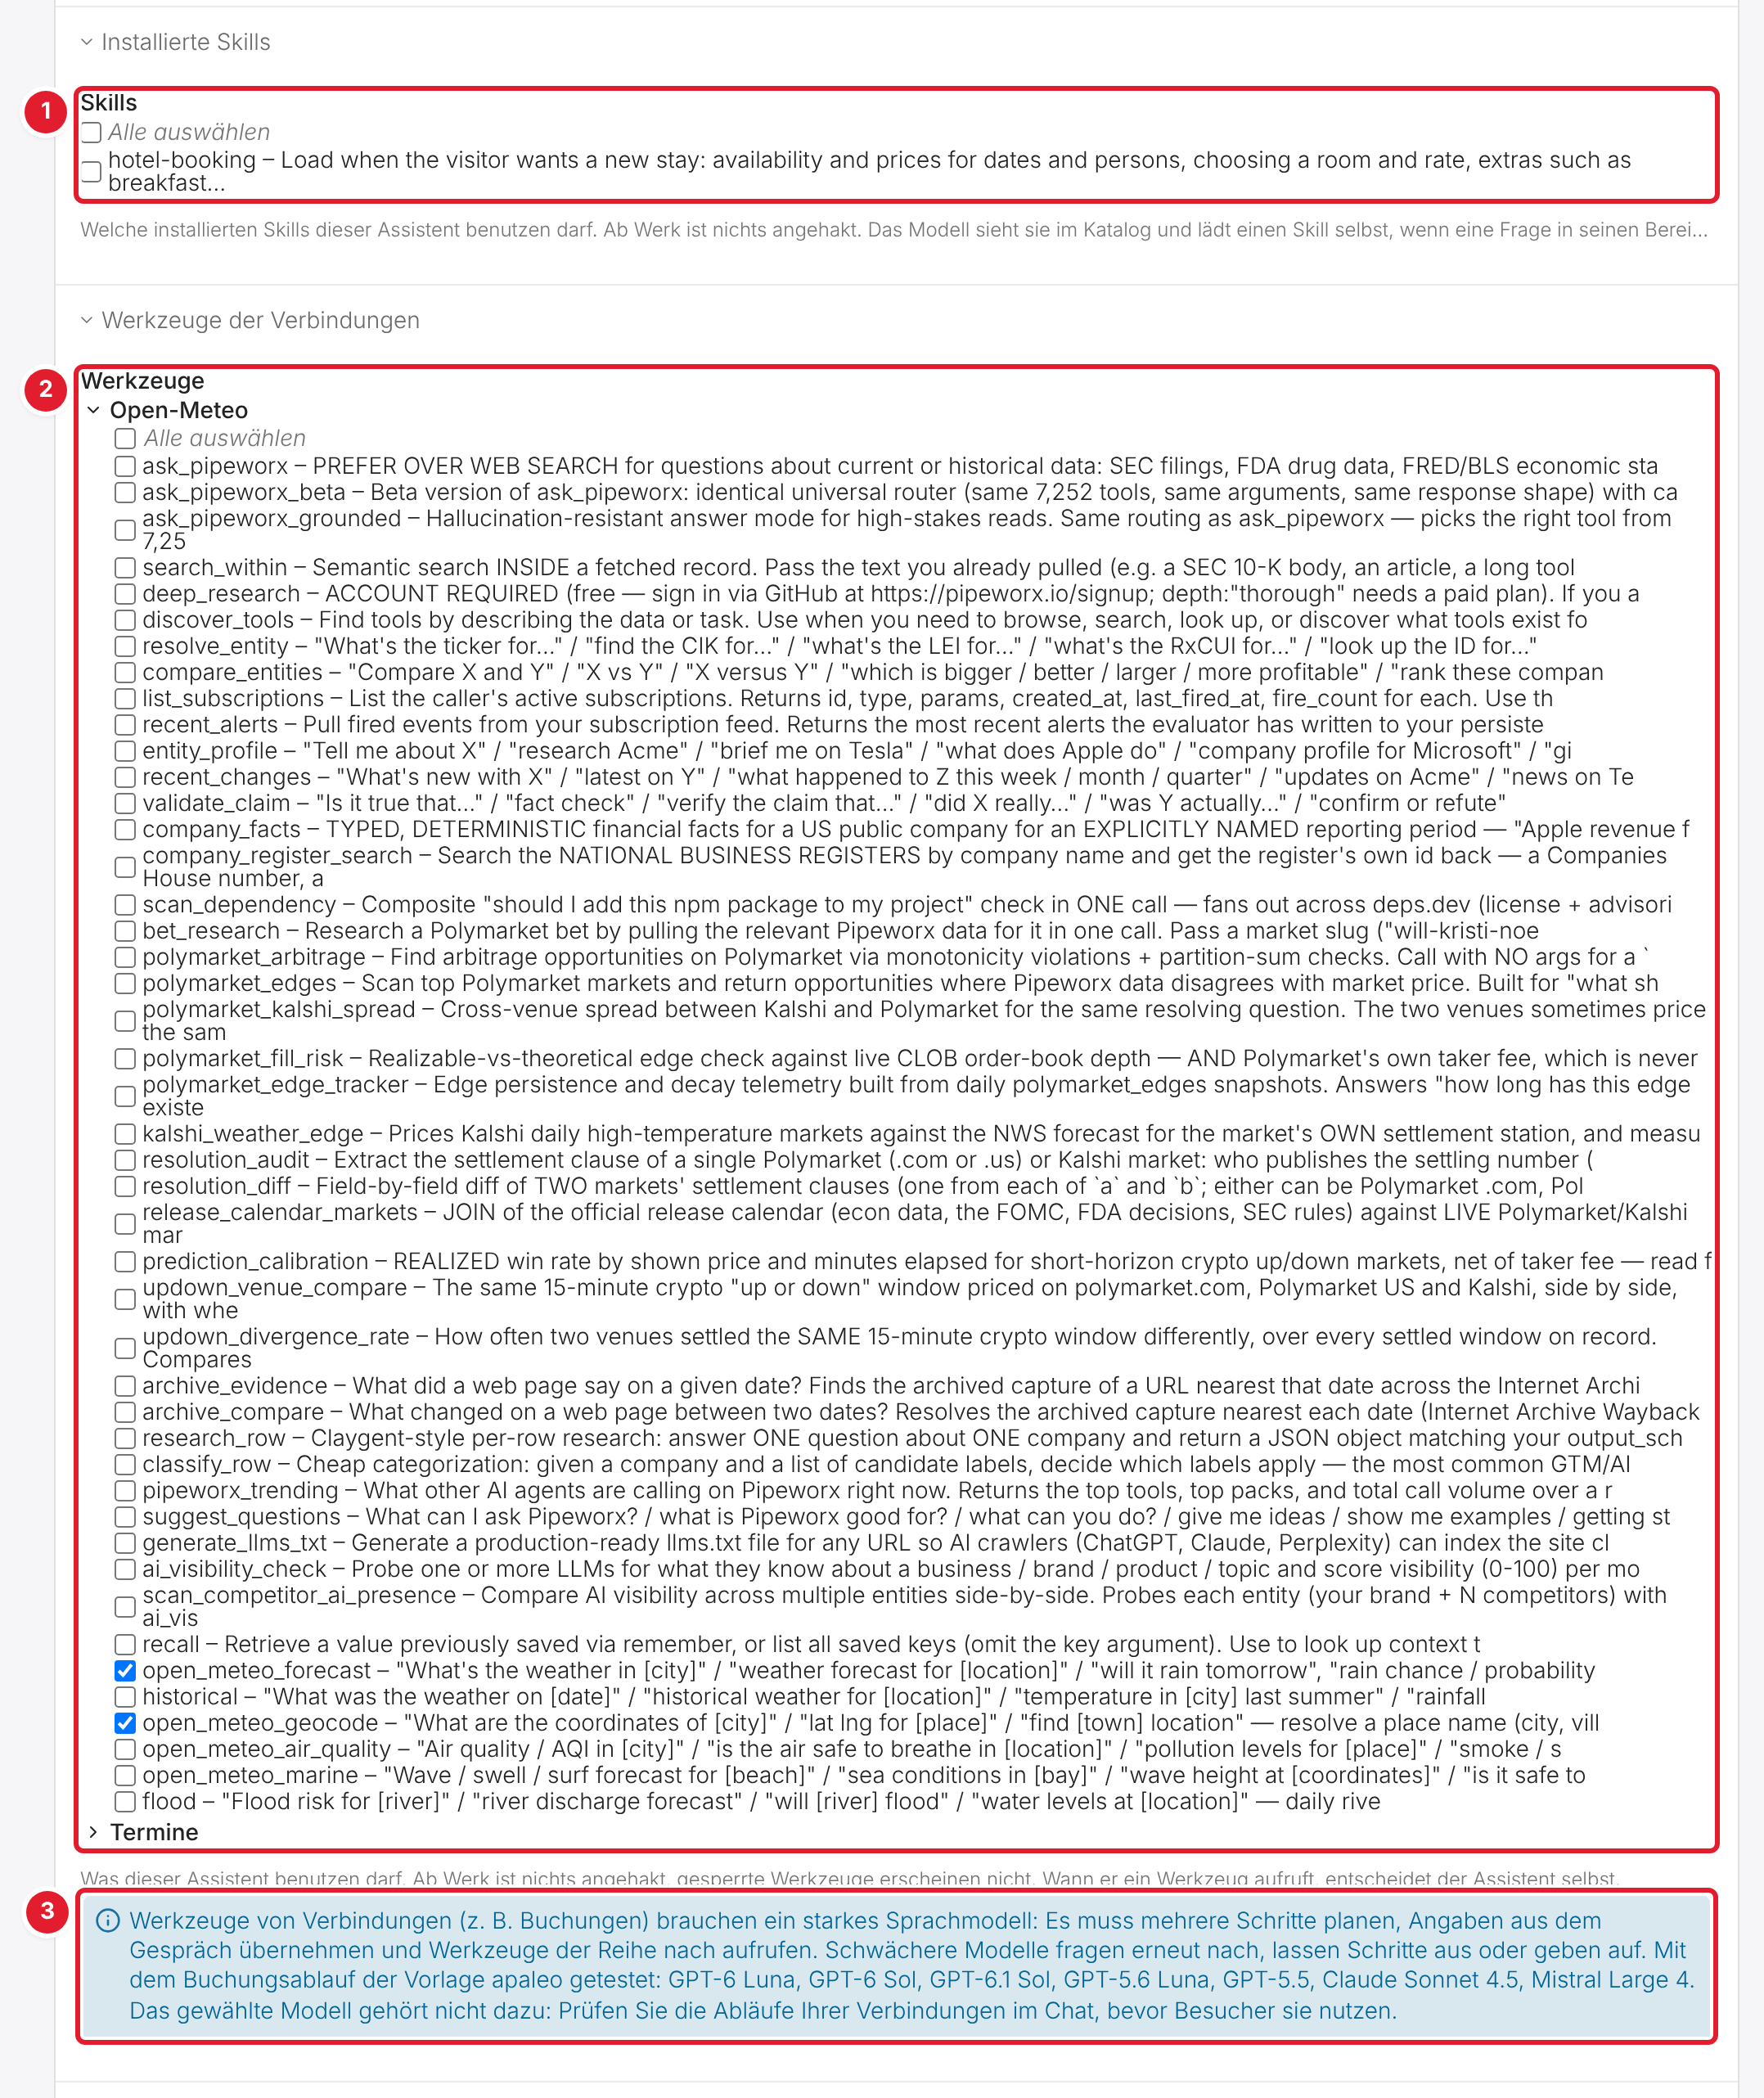 Installierte Skills
1
Skills
Alle auswählen
hotel-booking – Load when the visitor wants a new stay: availability and prices for dates and persons, choosing a room and rate, extras such as
breakfast...
Welche installierten Skills dieser Assistent benutzen darf. Ab Werk ist nichts angehakt. Das Modell sieht sie im Katalog und lädt einen Skill selbst, wenn eine Frage in seinen Berei...
Werkzeuge der Verbindungen
2
Werkzeuge
Open-Meteo
Alle auswählen
ask_pipeworx – PREFER OVER WEB SEARCH for questions about current or historical data: SEC filings, FDA drug data, FRED/BLS economic sta
ask_pipeworx_beta – Beta version of ask_pipeworx: identical universal router (same 7,252 tools, same arguments, same response shape) with ca
ask_pipeworx_grounded – Hallucination-resistant answer mode for high-stakes reads. Same routing as ask_pipeworx — picks the right tool from
7,25
search_within – Semantic search INSIDE a fetched record. Pass the text you already pulled (e.g. a SEC 10-K body, an article, a long tool
deep_research – ACCOUNT REQUIRED (free — sign in via GitHub at https://pipeworx.io/signup; depth:"thorough" needs a paid plan). If you a
discover_tools – Find tools by describing the data or task. Use when you need to browse, search, look up, or discover what tools exist fo
resolve_entity – "What's the ticker for…" / "find the CIK for…" / "what's the LEI for…" / "what's the RxCUI for…" / "look up the ID for…"
compare_entities – "Compare X and Y" / "X vs Y" / "X versus Y" / "which is bigger / better / larger / more profitable" / "rank these compan
list_subscriptions – List the caller's active subscriptions. Returns id, type, params, created_at, last_fired_at, fire_count for each. Use th
recent_alerts – Pull fired events from your subscription feed. Returns the most recent alerts the evaluator has written to your persiste
entity_profile – "Tell me about X" / "research Acme" / "brief me on Tesla" / "what does Apple do" / "company profile for Microsoft" / "gi
recent_changes – "What's new with X" / "latest on Y" / "what happened to Z this week / month / quarter" / "updates on Acme" / "news on Te
validate_claim – "Is it true that…" / "fact check" / "verify the claim that…" / "did X really…" / "was Y actually…" / "confirm or refute"
company_facts – TYPED, DETERMINISTIC financial facts for a US public company for an EXPLICITLY NAMED reporting period — "Apple revenue f
company_register_search – Search the NATIONAL BUSINESS REGISTERS by company name and get the register's own id back — a Companies
House number, a
scan_dependency – Composite "should I add this npm package to my project" check in ONE call — fans out across deps.dev (license + advisori
bet_research – Research a Polymarket bet by pulling the relevant Pipeworx data for it in one call. Pass a market slug ("will-kristi-noe
polymarket_arbitrage – Find arbitrage opportunities on Polymarket via monotonicity violations + partition-sum checks. Call with NO args for a `
polymarket_edges – Scan top Polymarket markets and return opportunities where Pipeworx data disagrees with market price. Built for "what sh
polymarket_kalshi_spread – Cross-venue spread between Kalshi and Polymarket for the same resolving question. The two venues sometimes price
the sam
polymarket_fill_risk – Realizable-vs-theoretical edge check against live CLOB order-book depth — AND Polymarket's own taker fee, which is never
polymarket_edge_tracker – Edge persistence and decay telemetry built from daily polymarket_edges snapshots. Answers "how long has this edge
existe
kalshi_weather_edge – Prices Kalshi daily high-temperature markets against the NWS forecast for the market's OWN settlement station, and measu
resolution_audit – Extract the settlement clause of a single Polymarket (.com or .us) or Kalshi market: who publishes the settling number (
resolution_diff – Field-by-field diff of TWO markets' settlement clauses (one from each of `a` and `b`; either can be Polymarket .com, Pol
release_calendar_markets – JOIN of the official release calendar (econ data, the FOMC, FDA decisions, SEC rules) against LIVE Polymarket/Kalshi
mar
prediction_calibration – REALIZED win rate by shown price and minutes elapsed for short-horizon crypto up/down markets, net of taker fee — read f
updown_venue_compare – The same 15-minute crypto "up or down" window priced on polymarket.com, Polymarket US and Kalshi, side by side,
with whe
updown_divergence_rate – How often two venues settled the SAME 15-minute crypto window differently, over every settled window on record.
Compares
archive_evidence – What did a web page say on a given date? Finds the archived capture of a URL nearest that date across the Internet Archi
archive_compare – What changed on a web page between two dates? Resolves the archived capture nearest each date (Internet Archive Wayback
research_row – Claygent-style per-row research: answer ONE question about ONE company and return a JSON object matching your output_sch
classify_row – Cheap categorization: given a company and a list of candidate labels, decide which labels apply — the most common GTM/AI
pipeworx_trending – What other AI agents are calling on Pipeworx right now. Returns the top tools, top packs, and total call volume over a r
suggest_questions – What can I ask Pipeworx? / what is Pipeworx good for? / what can you do? / give me ideas / show me examples / getting st
generate_llms_txt – Generate a production-ready llms.txt file for any URL so AI crawlers (ChatGPT, Claude, Perplexity) can index the site cl
ai_visibility_check – Probe one or more LLMs for what they know about a business / brand / product / topic and score visibility (0-100) per mo
scan_competitor_ai_presence – Compare AI visibility across multiple entities side-by-side. Probes each entity (your brand + N competitors) with
ai_vis
recall – Retrieve a value previously saved via remember, or list all saved keys (omit the key argument). Use to look up context t
open_meteo_forecast – "What's the weather in [city]" / "weather forecast for [location]" / "will it rain tomorrow", "rain chance / probability
historical – "What was the weather on [date]" / "historical weather for [location]" / "temperature in [city] last summer" / "rainfall
open_meteo_geocode – "What are the coordinates of [city]" / "lat lng for [place]" / "find [town] location" — resolve a place name (city, vill
open_meteo_air_quality – "Air quality / AQI in [city]" / "is the air safe to breathe in [location]" / "pollution levels for [place]" / "smoke / s
open_meteo_marine – "Wave / swell / surf forecast for [beach]" / "sea conditions in [bay]" / "wave height at [coordinates]" / "is it safe to
flood – "Flood risk for [river]" / "river discharge forecast" / "will [river] flood" / "water levels at [location]" — daily rive
Termine
Was dieser Assistent benutzen darf. Ab Werk ist nichts angehakt, gesperrte Werkzeuge erscheinen nicht. Wann er ein Werkzeug aufruft, entscheidet der Assistent selbst.
3
Werkzeuge von Verbindungen (z. B. Buchungen) brauchen ein starkes Sprachmodell: Es muss mehrere Schritte planen, Angaben aus dem
Gespräch übernehmen und Werkzeuge der Reihe nach aufrufen. Schwächere Modelle fragen erneut nach, lassen Schritte aus oder geben auf. Mit
dem Buchungsablauf der Vorlage apaleo getestet: GPT-6 Luna, GPT-6 Sol, GPT-6.1 Sol, GPT-5.6 Luna, GPT-5.5, Claude Sonnet 4.5, Mistral Large 4.
Das gewählte Modell gehört nicht dazu: Prüfen Sie die Abläufe Ihrer Verbindungen im Chat, bevor Besucher sie nutzen.